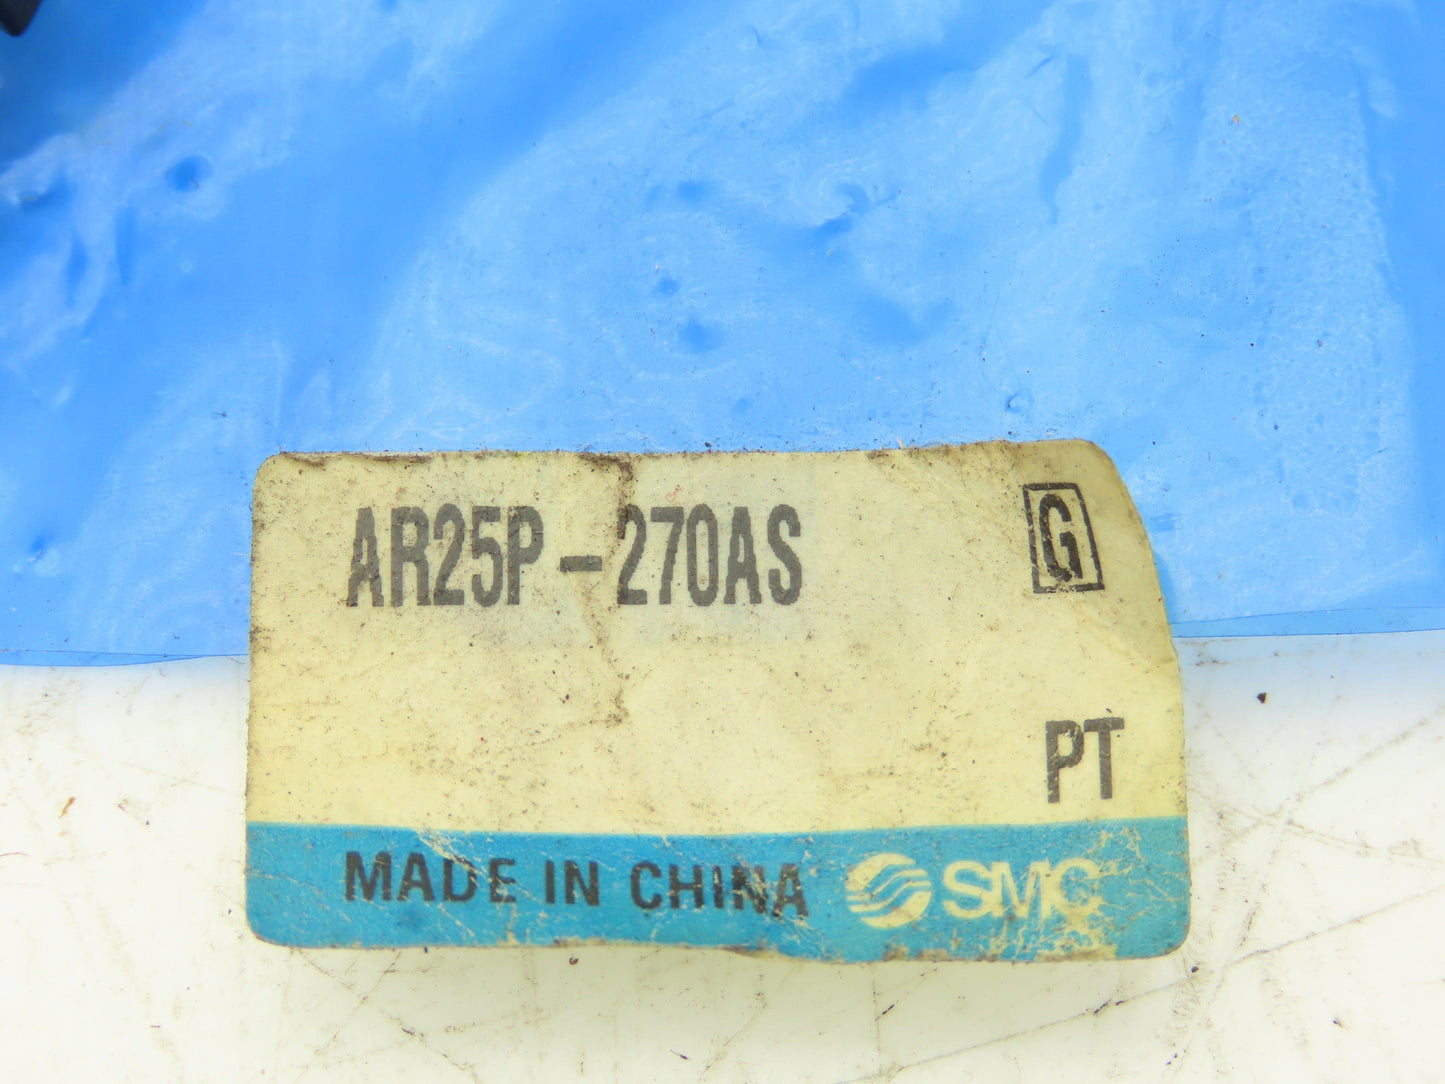 AR25P-270AS G
PT
MADE IN CHINA SMC